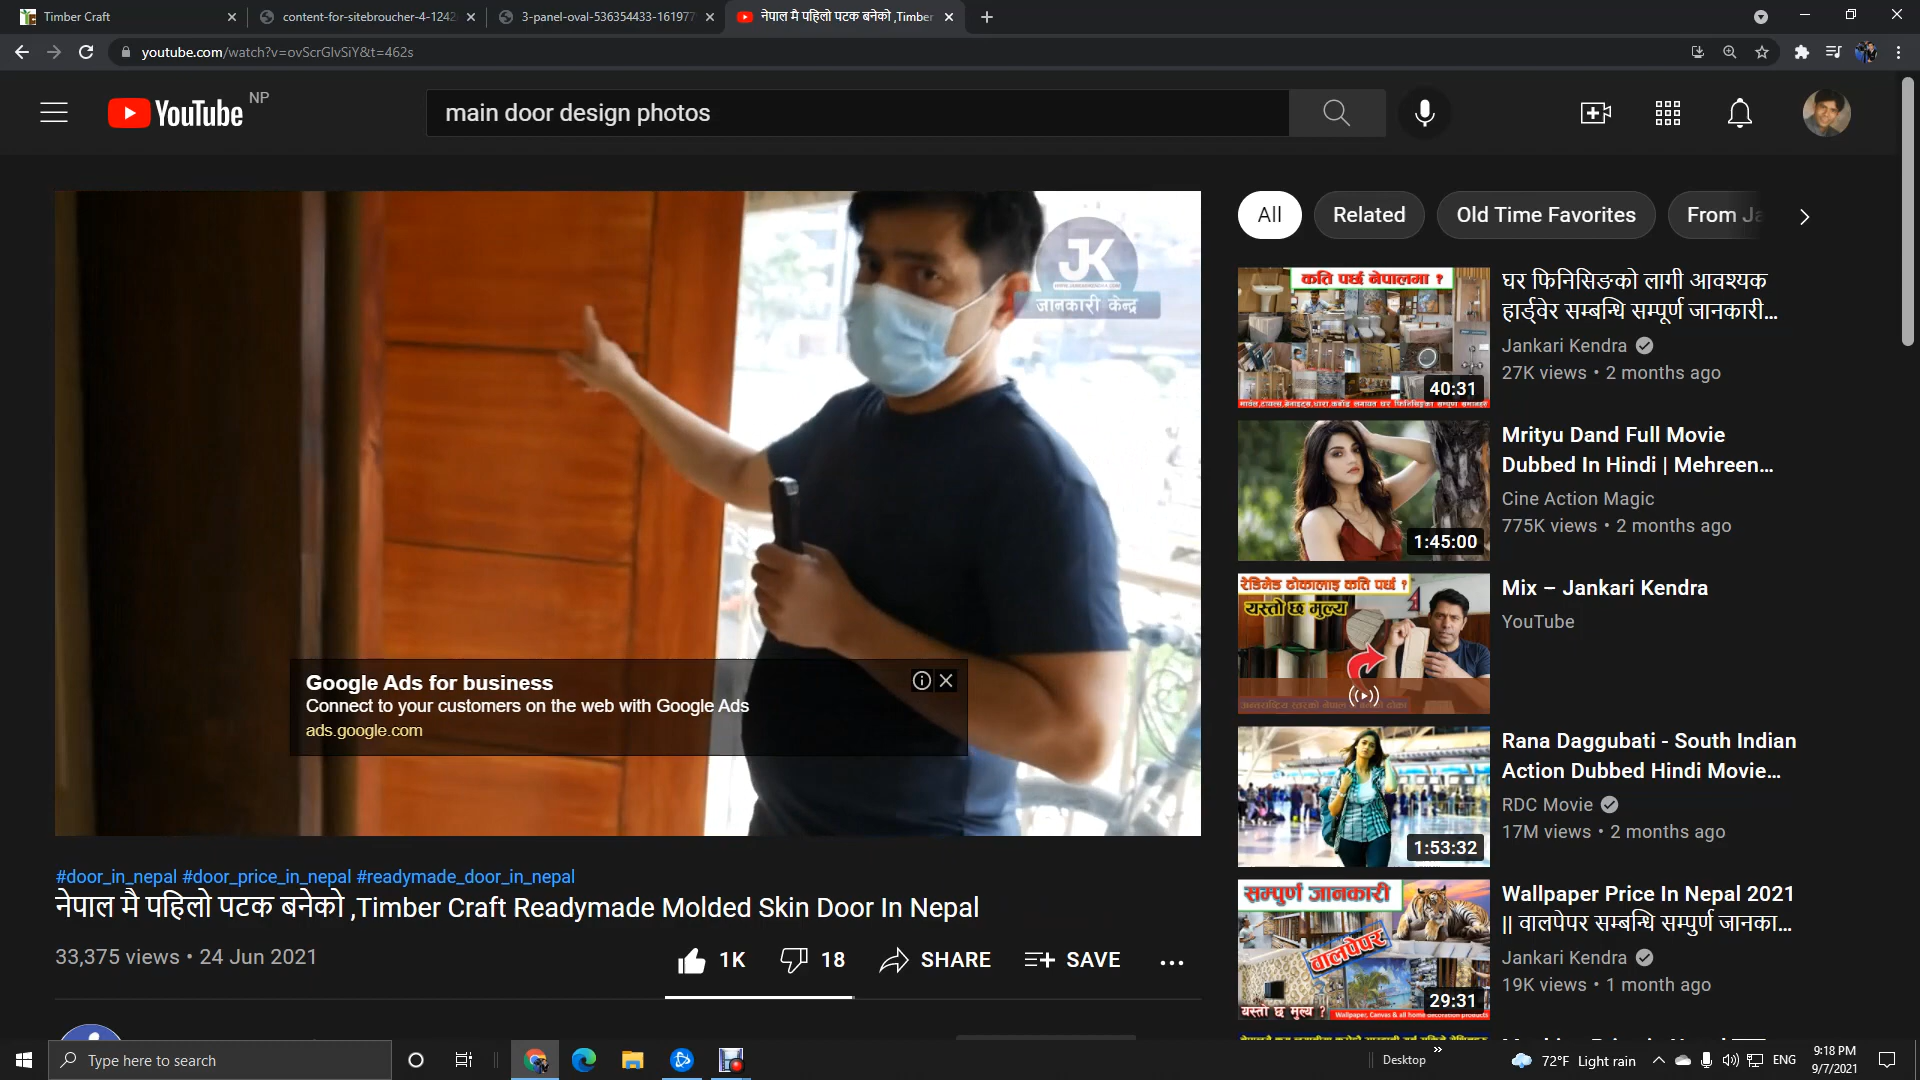 Timber Craft
content-for-sitebroucher-4-1242
3-panel-oval-536354433-16197
नेपाल मै पहिलो पटक बनेको ,Timber
youtube.com/watch?v=ovScrGlvSiY&t=462s
YouTube NP
main door design photos
All
Related
Old Time Favorites
From Ja
JK
जानकारी केन्द्र
Google Ads for business
Connect to your customers on the web with Google Ads
ads.google.com
#door_in_nepal #door_price_in_nepal #readymade_door_in_nepal
नेपाल मै पहिलो पटक बनेको ,Timber Craft Readymade Molded Skin Door In Nepal
33,375 views • 24 Jun 2021
1K
18
SHARE
SAVE
कति पर्छ नेपालमा ?
40:31
घर फिनिसिङको लागी आवश्यक
हार्ड्वेर सम्बन्धि सम्पूर्ण जानकारी...
Jankari Kendra
27K views • 2 months ago
1:45:00
Mrityu Dand Full Movie
Dubbed In Hindi | Mehreen...
Cine Action Magic
775K views • 2 months ago
रेडिमेड ढोकालाइ कति पर्छ ?
यस्तो छ मुल्य
Mix – Jankari Kendra
YouTube
1:53:32
Rana Daggubati - South Indian
Action Dubbed Hindi Movie...
RDC Movie
17M views • 2 months ago
सम्पुर्ण जानकारी
वालपेपर
यस्तो छ मुल्य ?
Wallpaper, Canvas & all home decoration products
29:31
Wallpaper Price In Nepal 2021
|| वालपेपर सम्बन्धि सम्पुर्ण जानका...
Jankari Kendra
19K views • 1 month ago
Type here to search
Desktop
72°F Light rain
ENG
9:18 PM
9/7/2021